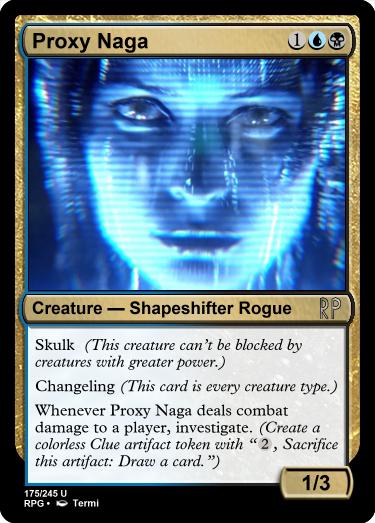 Proxy Naga 1
Creature — Shapeshifter Rogue RP
Skulk (This creature can't be blocked by
creatures with greater power.)
Changeling (This card is every creature type.)
Whenever Proxy Naga deals combat
damage to a player, investigate. (Create a
colorless Clue artifact token with “ 2 , Sacrifice
this artifact: Draw a card.”)
1/3
175/245 U
RPG • Termi